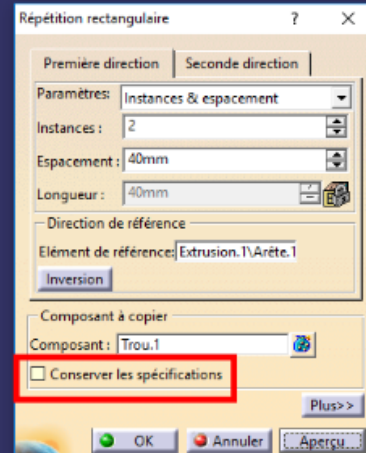 Répétition rectangulaire ? ×
Première direction Seconde direction
Paramètres: Instances & espacement
Instances : 2
Espacement : 40mm
Longueur : 40mm
Direction de référence
Elément de référence: Extrusion.1\Arête.1
Inversion
Composant à copier
Composant : Trou.1
Conserver les spécifications
Plus>>
OK Annuler Aperçu